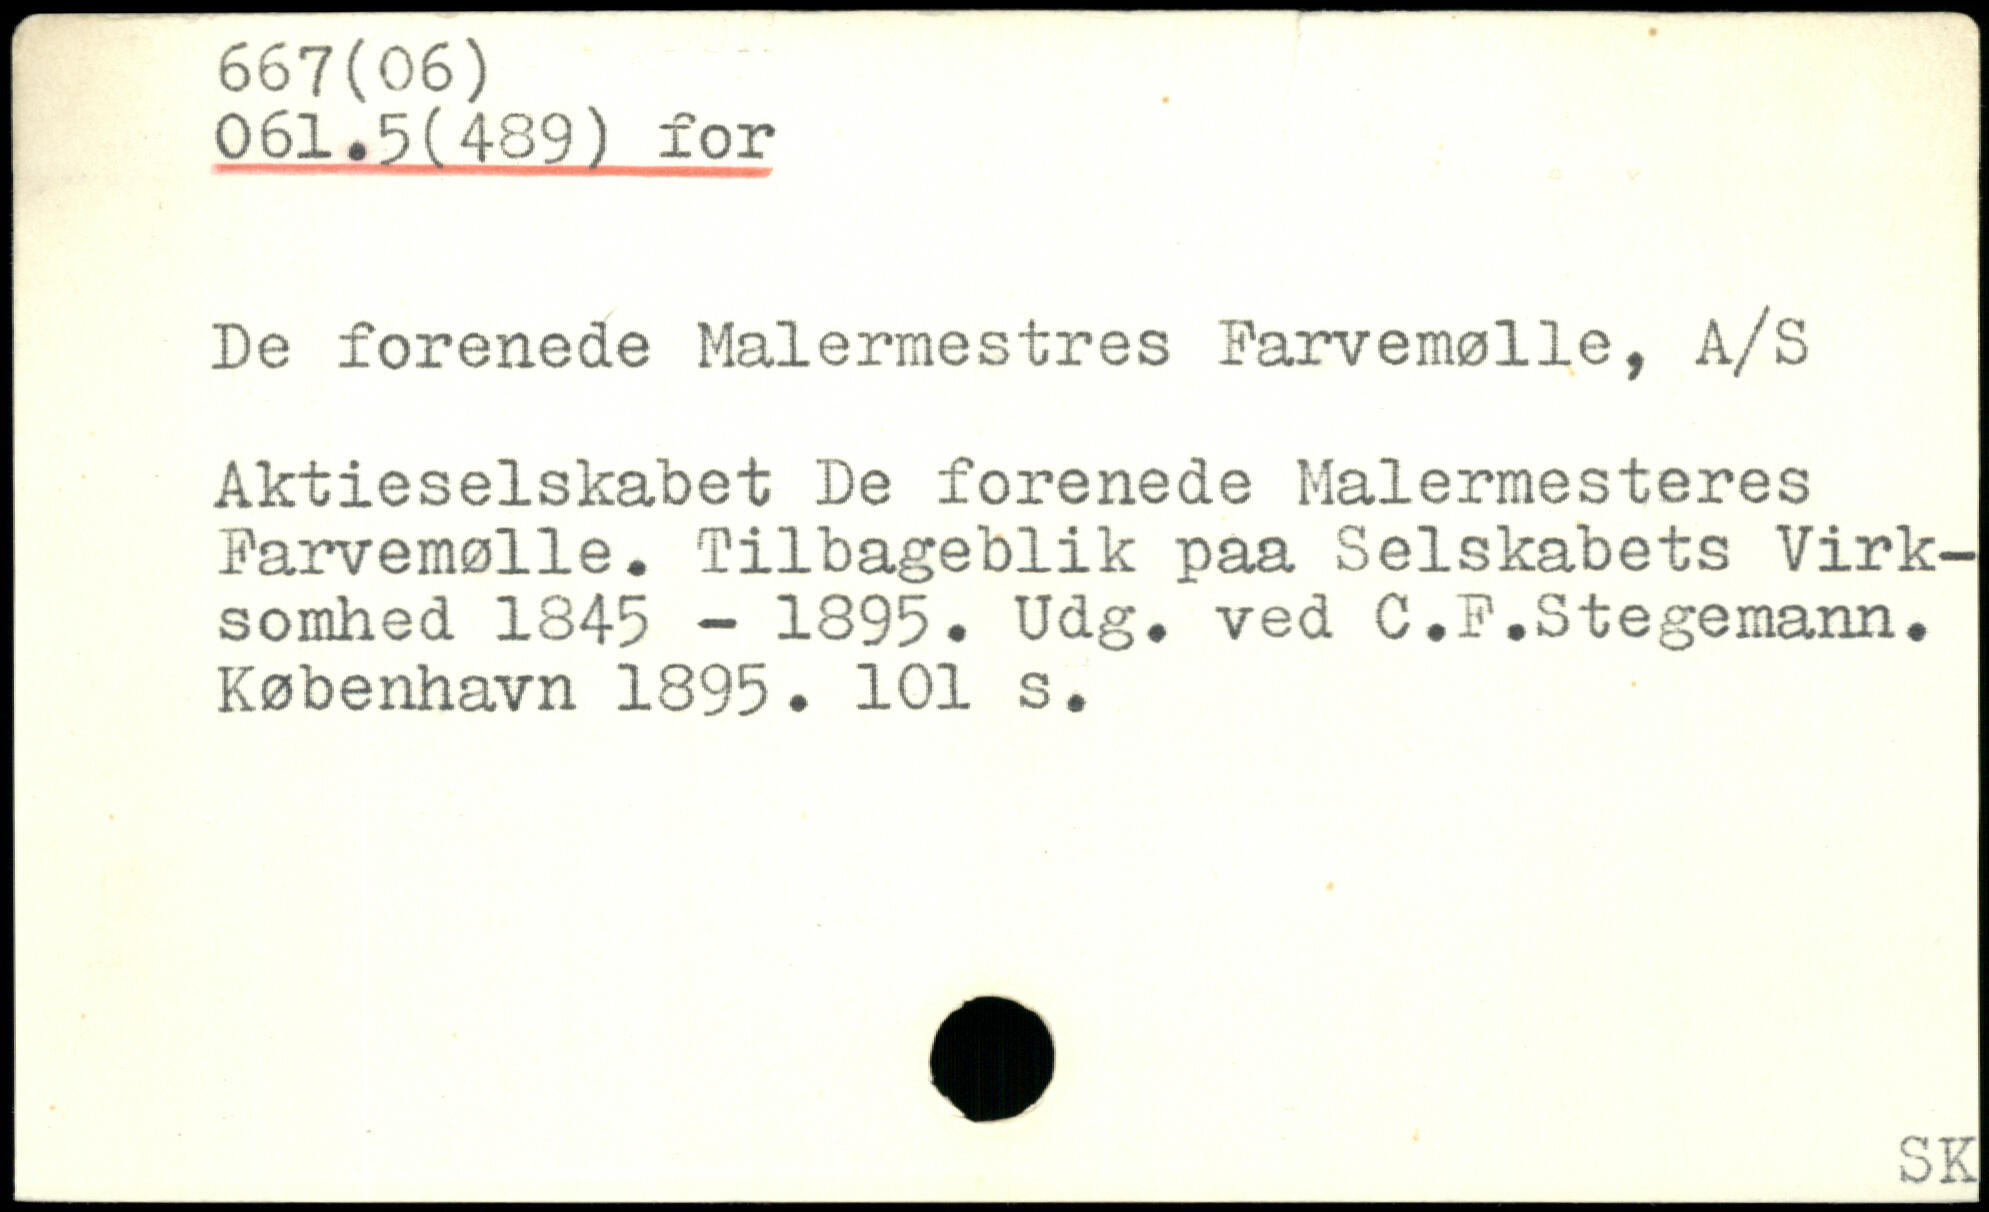 667(06)
061.5(489) for
De forenede Malermestres Farvemølle, A/S
Aktieselskabet De forenede Malermesteres
Farvemølle. Tilbageblik paa Selskabets Virk-
somhed 1845 - 1895. Udg. ved C.F.Stegemann.
København 1895. 101 s.
SK